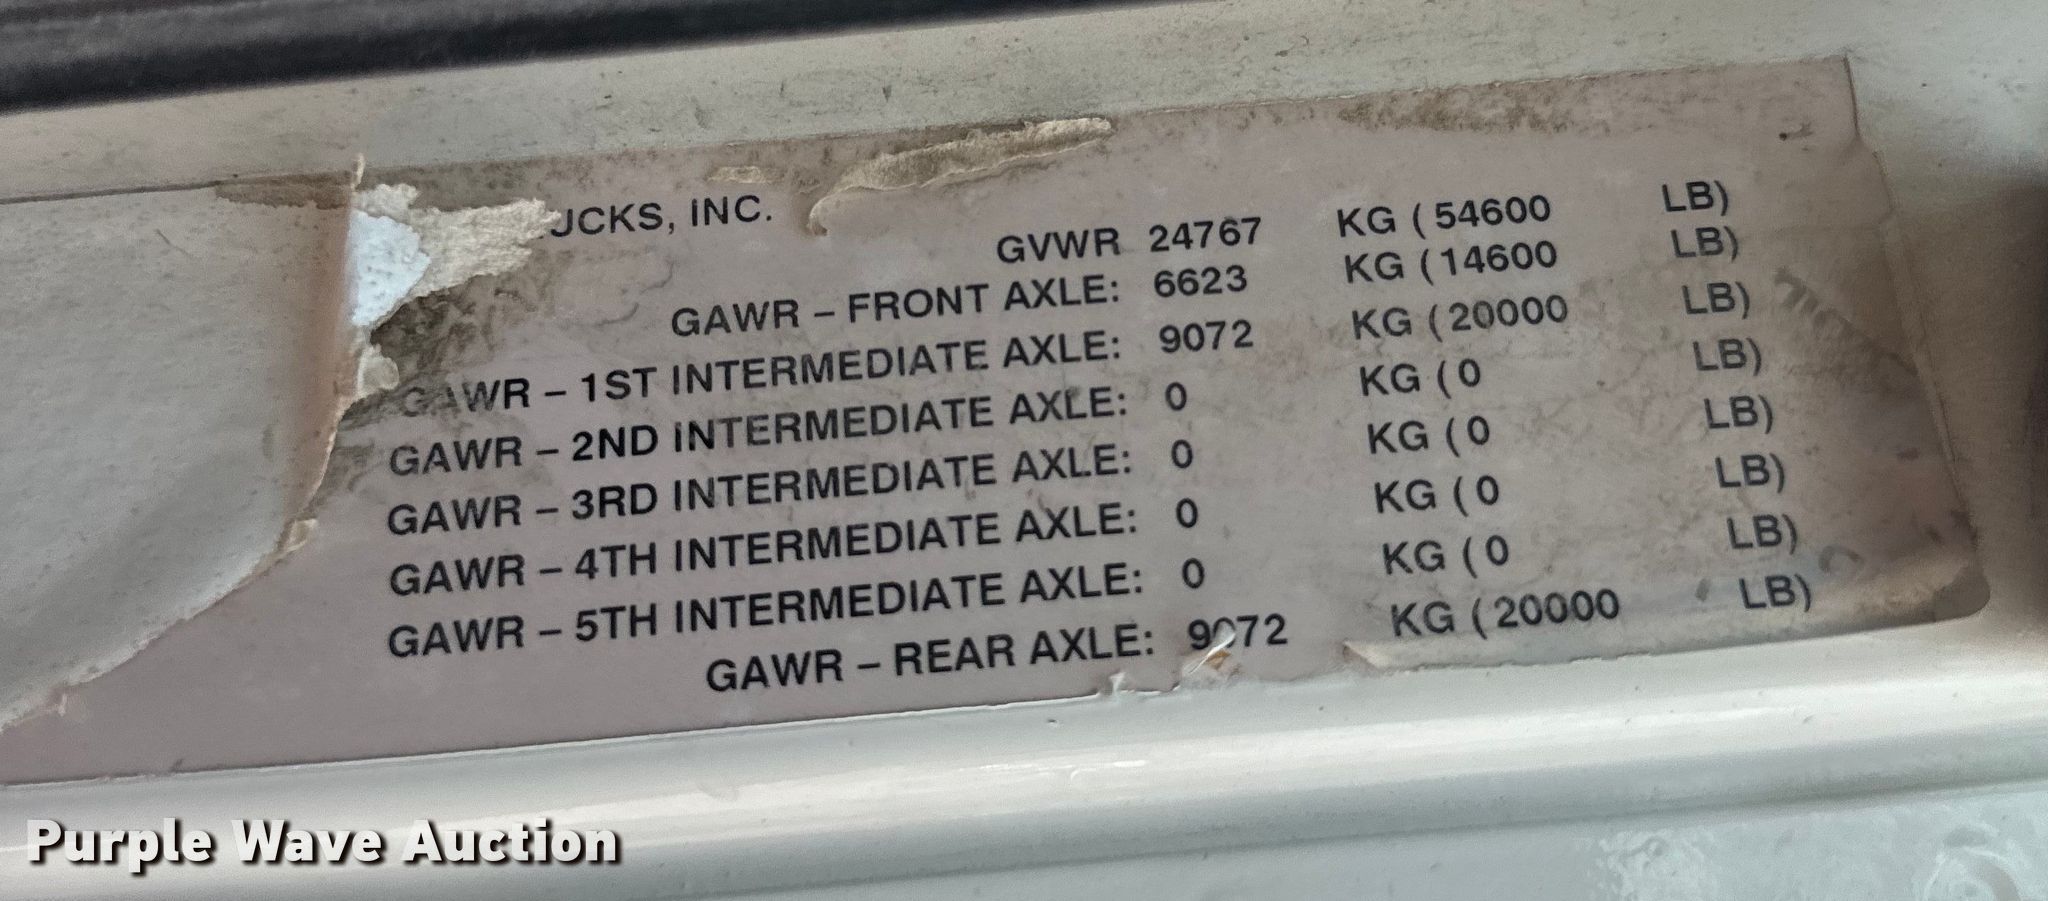 UCKS, INC.
GVWR 24767 KG (54600 LB)
GAWR – FRONT AXLE: 6623 KG (14600 LB)
GAWR – 1ST INTERMEDIATE AXLE: 9072 KG (20000 LB)
GAWR – 2ND INTERMEDIATE AXLE: 0 KG (0 LB)
GAWR – 3RD INTERMEDIATE AXLE: 0 KG (0 LB)
GAWR – 4TH INTERMEDIATE AXLE: 0 KG (0 LB)
GAWR – 5TH INTERMEDIATE AXLE: 0 KG (0 LB)
GAWR – REAR AXLE: 9072 KG (20000 LB)
Purple Wave Auction